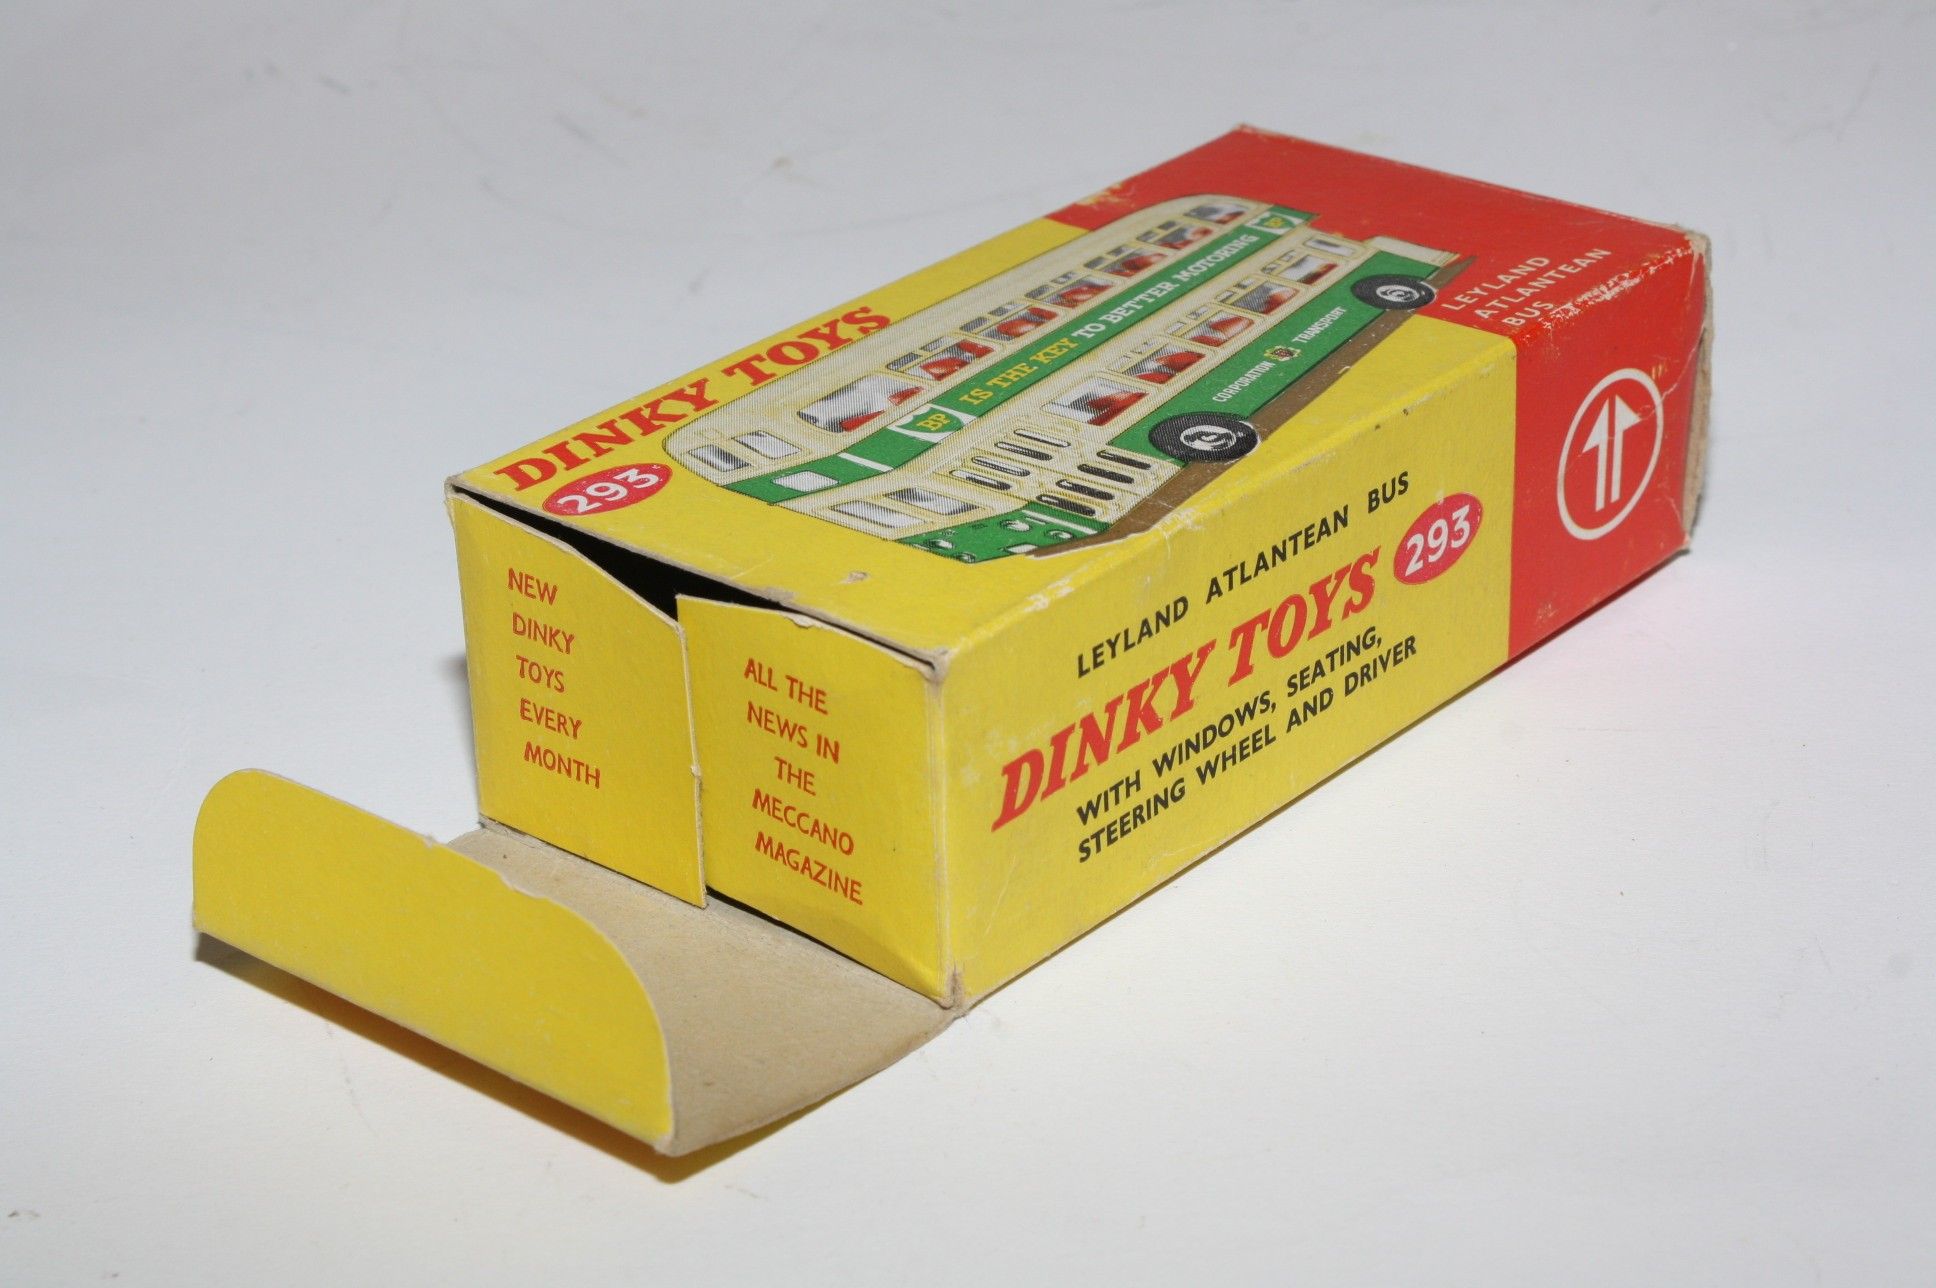 DINKY TOYS
293
BP IS THE KEY TO BETTER MOTORING BP
CORPORATION TRANSPORT
LEYLAND
ATLANTEAN
BUS
LEYLAND ATLANTEAN BUS
DINKY TOYS 293
WITH WINDOWS, SEATING,
STEERING WHEEL AND DRIVER
NEW
DINKY
TOYS
EVERY
MONTH
ALL THE
NEWS IN
THE
MECCANO
MAGAZINE